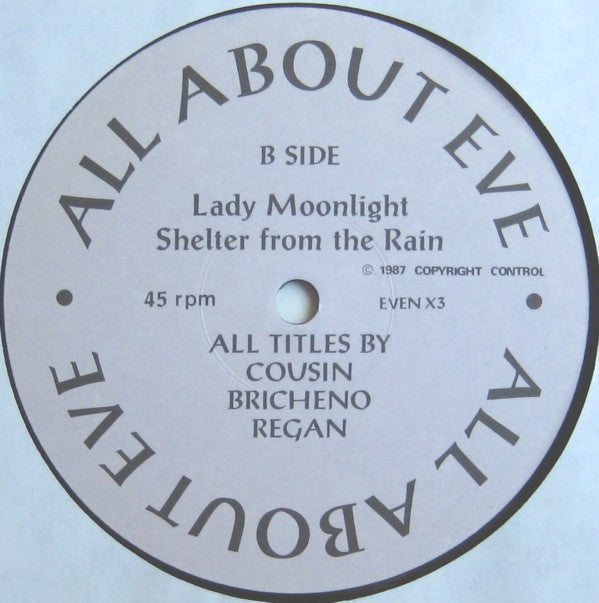 ALL ABOUT EVE
B SIDE
Lady Moonlight
Shelter from the Rain
© 1987 COPYRIGHT CONTROL
45 rpm
EVEN X3
ALL TITLES BY
COUSIN
BRICHENO
REGAN
ALL ABOUT EVE